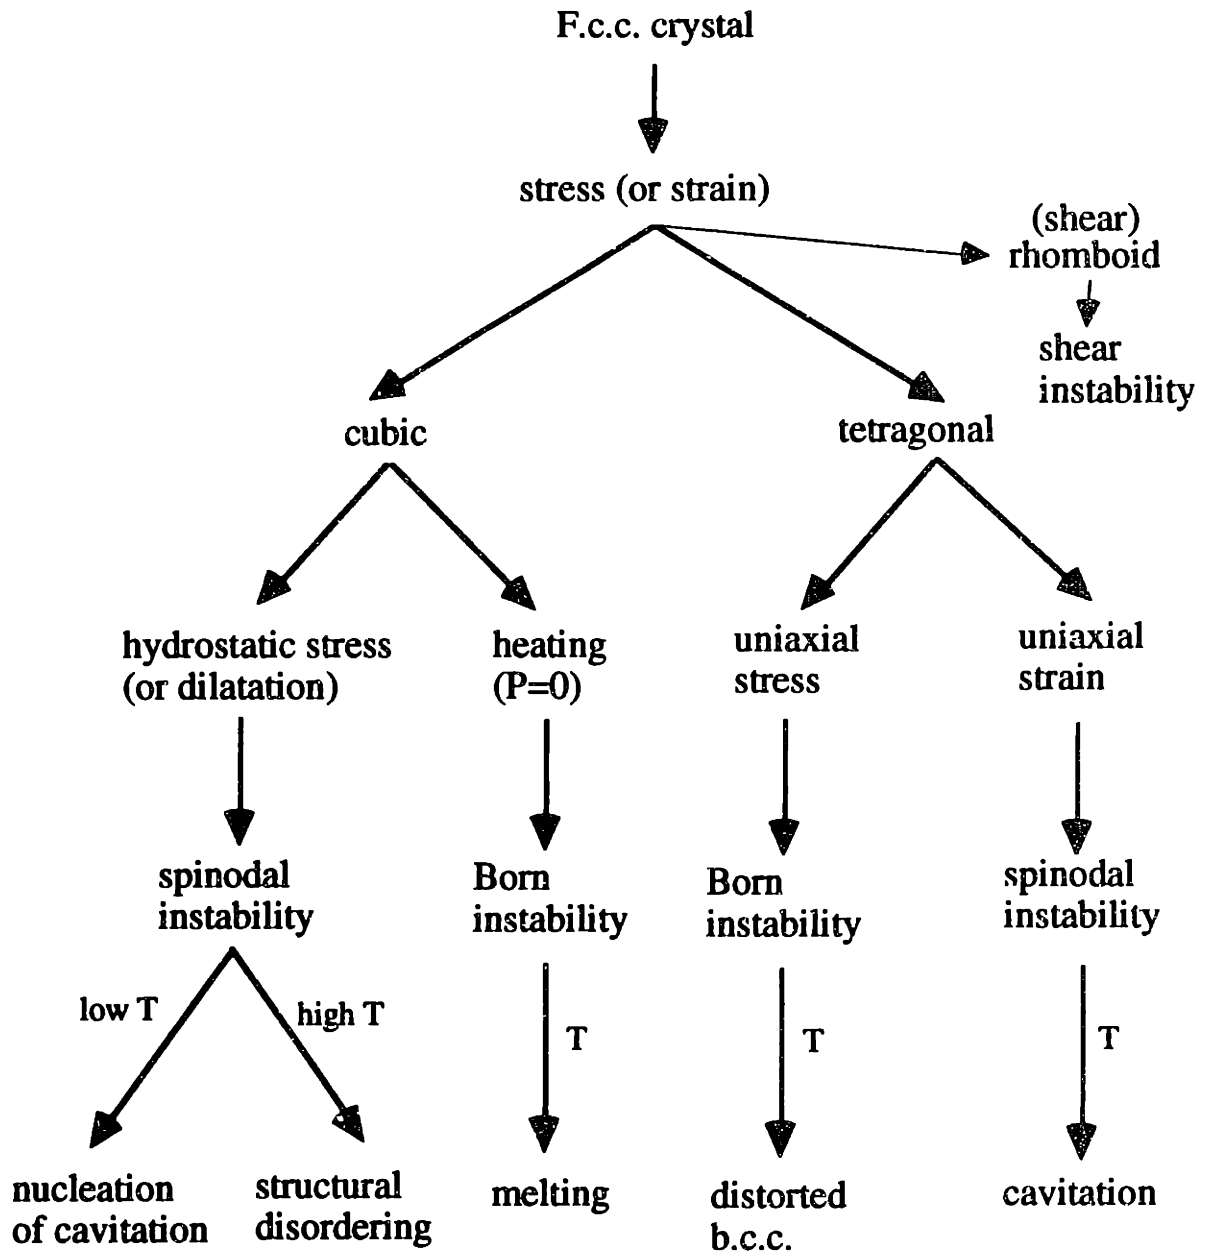 F.c.c. crystal
stress (or strain)
(shear)
rhomboid
shear
instability
cubic
tetragonal
hydrostatic stress
(or dilatation)
heating
(P=0)
uniaxial
stress
uniaxial
strain
spinodal
instability
Born
instability
Born
instability
spinodal
instability
low T
high T
T
T
T
nucleation
of cavitation
structural
disordering
melting
distorted
b.c.c.
cavitation